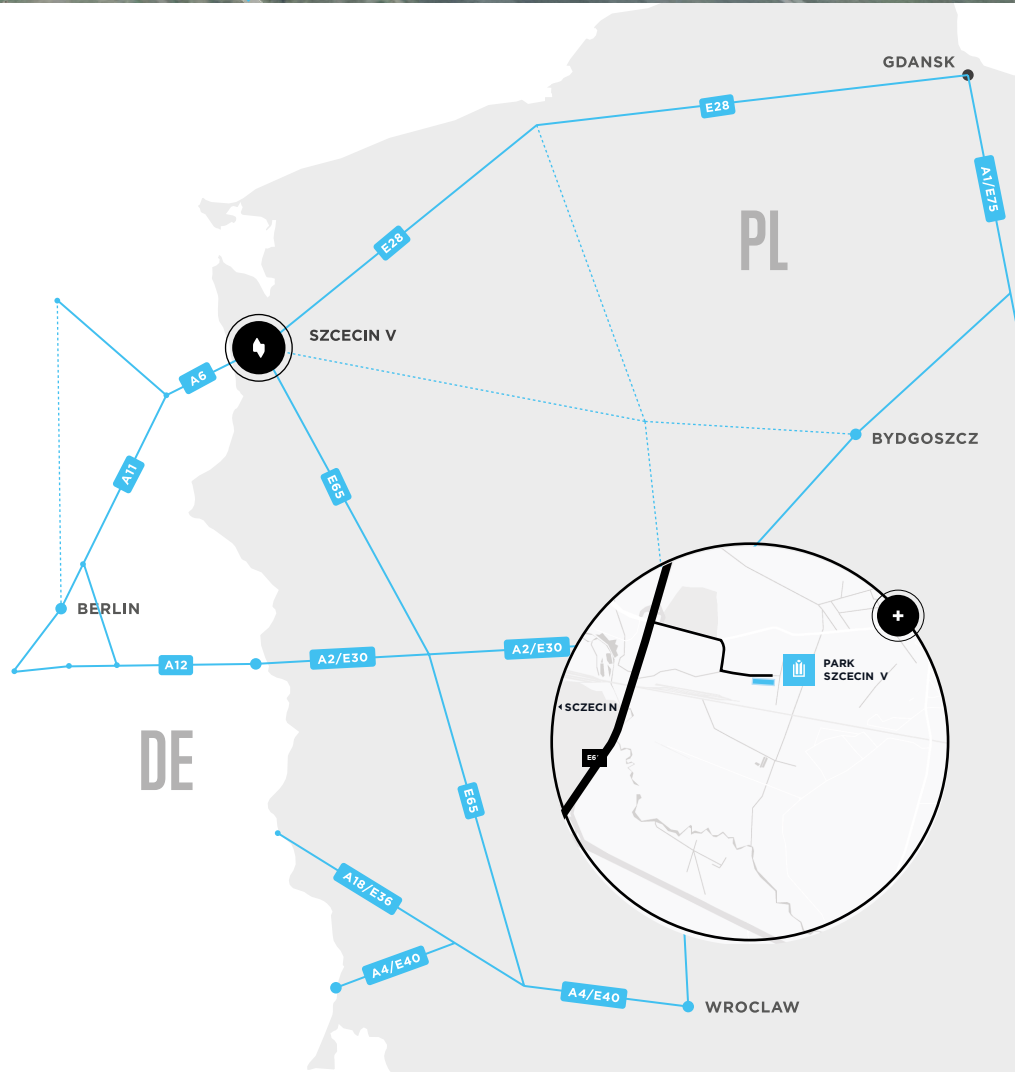 GDANSK
E28
A1/E75
PL
E28
SZCECIN V
A6
BYDGOSZCZ
A11
E65
BERLIN
A2/E30
A2/E30
A12
PARK
SZCECIN V
SCZECIN
DE
E65
A18/E36
A4/E40
A4/E40
WROCLAW